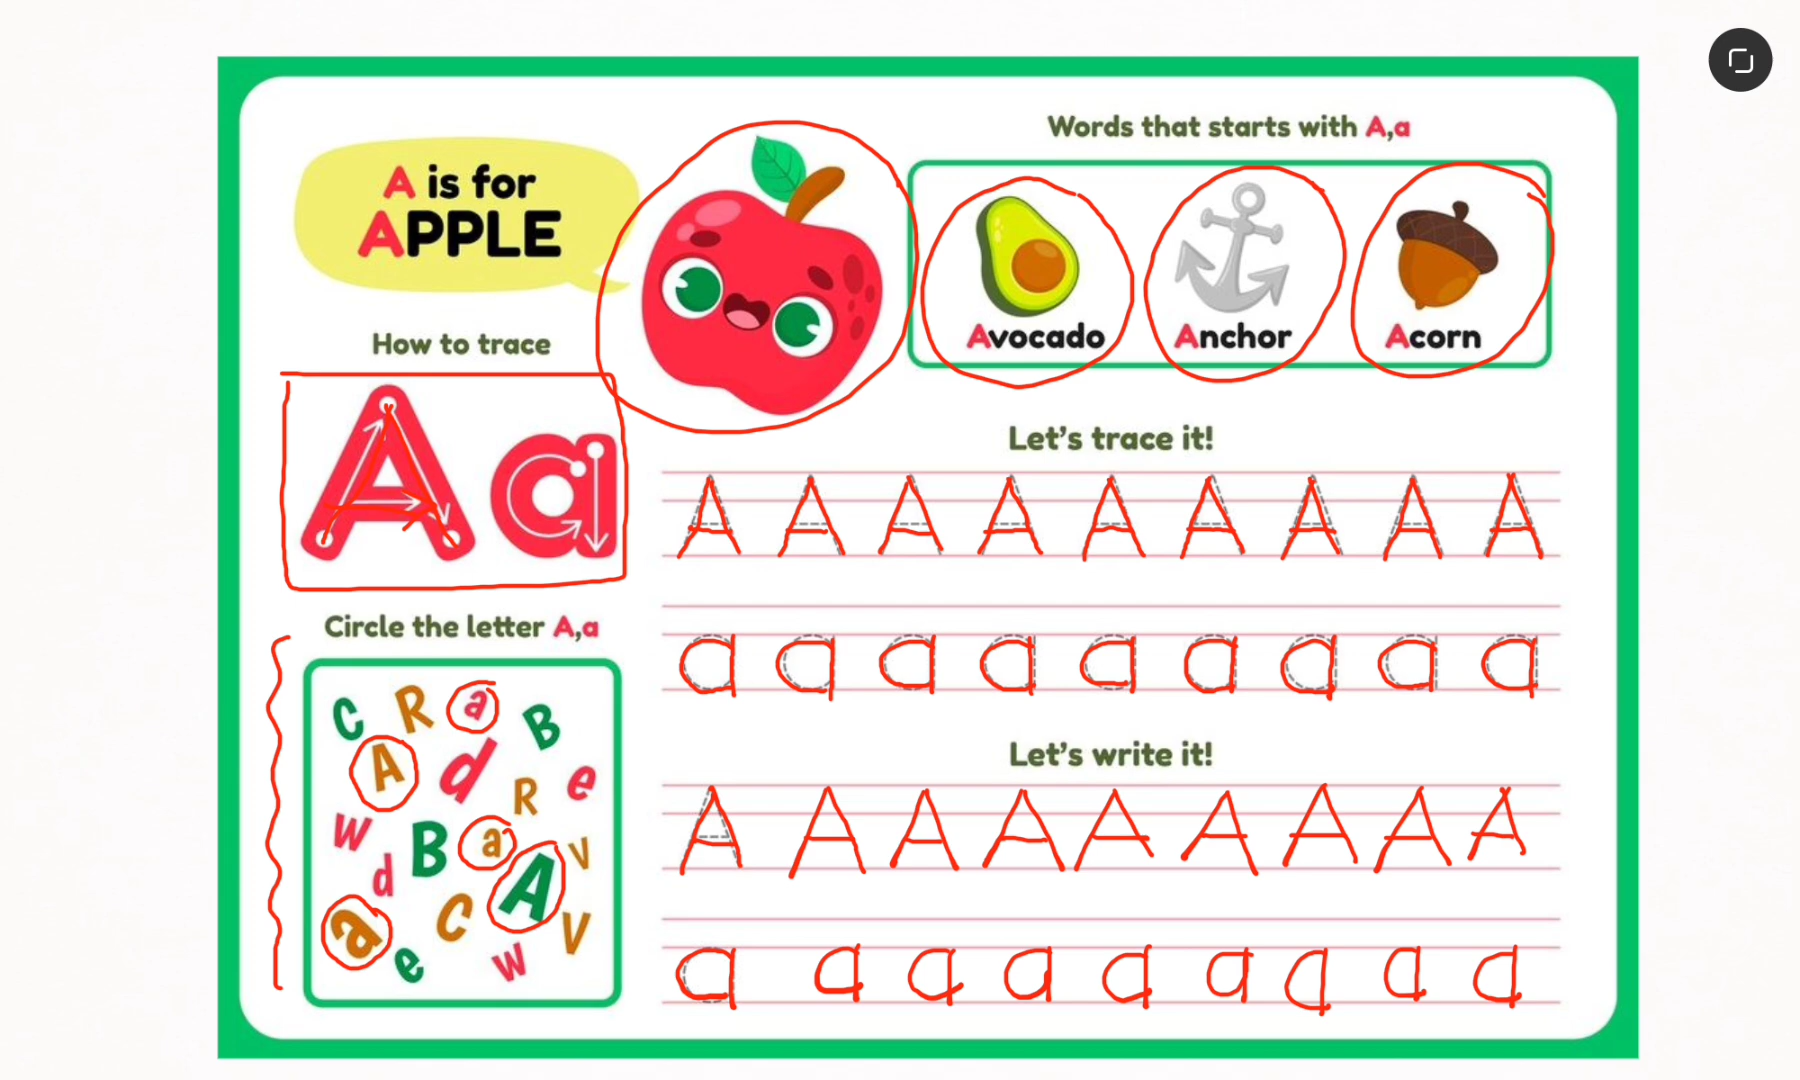 A is for
APPLE
Words that starts with A,a
Avocado Anchor Acorn
How to trace
Aa
Let's trace it!
A A A A A A A A A
a a a a a a a a a
Circle the letter A,a
C R a B
A d R e
w B a v
d A
a C V
e w
Let's write it!
A A A A A A A A A
a a a a a a a a a